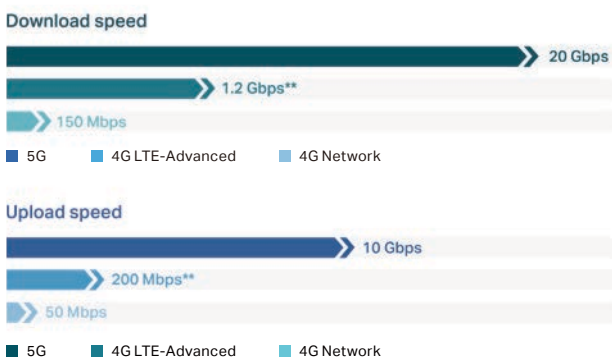 Download speed
20 Gbps
1.2 Gbps**
150 Mbps
5G 4G LTE-Advanced 4G Network
Upload speed
10 Gbps
200 Mbps**
50 Mbps
5G 4G LTE-Advanced 4G Network